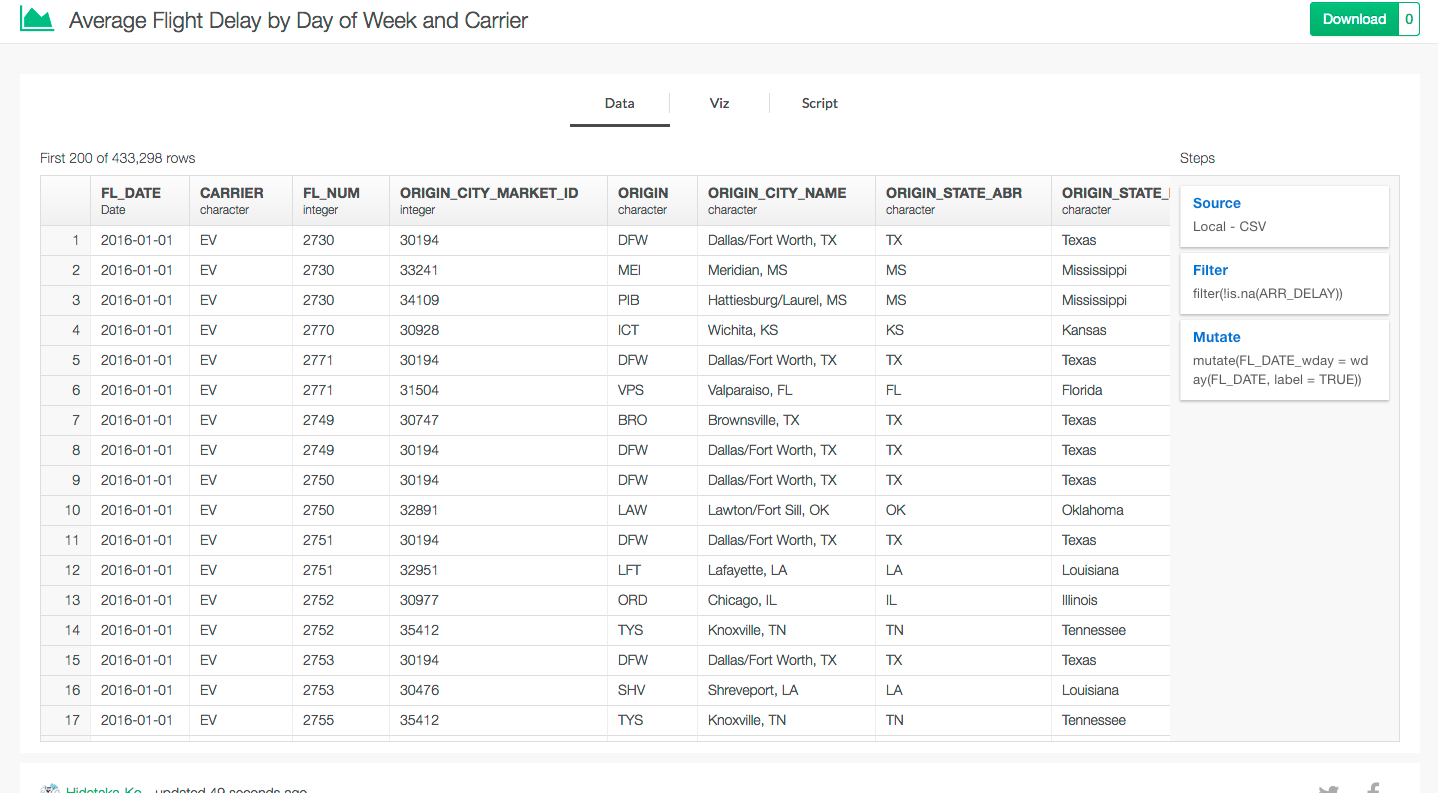 Average Flight Delay by Day of Week and Carrier
Download 0
Data Viz Script
First 200 of 433,298 rows
Steps
FL_DATE CARRIER FL_NUM ORIGIN_CITY_MARKET_ID ORIGIN ORIGIN_CITY_NAME ORIGIN_STATE_ABR ORIGIN_STATE_
Date character integer integer character character character character
1 2016-01-01 EV 2730 30194 DFW Dallas/Fort Worth, TX TX Texas
2 2016-01-01 EV 2730 33241 MEI Meridian, MS MS Mississippi
3 2016-01-01 EV 2730 34109 PIB Hattiesburg/Laurel, MS MS Mississippi
4 2016-01-01 EV 2770 30928 ICT Wichita, KS KS Kansas
5 2016-01-01 EV 2771 30194 DFW Dallas/Fort Worth, TX TX Texas
6 2016-01-01 EV 2771 31504 VPS Valparaiso, FL FL Florida
7 2016-01-01 EV 2749 30747 BRO Brownsville, TX TX Texas
8 2016-01-01 EV 2749 30194 DFW Dallas/Fort Worth, TX TX Texas
9 2016-01-01 EV 2750 30194 DFW Dallas/Fort Worth, TX TX Texas
10 2016-01-01 EV 2750 32891 LAW Lawton/Fort Sill, OK OK Oklahoma
11 2016-01-01 EV 2751 30194 DFW Dallas/Fort Worth, TX TX Texas
12 2016-01-01 EV 2751 32951 LFT Lafayette, LA LA Louisiana
13 2016-01-01 EV 2752 30977 ORD Chicago, IL IL Illinois
14 2016-01-01 EV 2752 35412 TYS Knoxville, TN TN Tennessee
15 2016-01-01 EV 2753 30194 DFW Dallas/Fort Worth, TX TX Texas
16 2016-01-01 EV 2753 30476 SHV Shreveport, LA LA Louisiana
17 2016-01-01 EV 2755 35412 TYS Knoxville, TN TN Tennessee
Source
Local - CSV
Filter
filter(!is.na(ARR_DELAY))
Mutate
mutate(FL_DATE_wday = wd
ay(FL_DATE, label = TRUE))
updated 49 seconds ago